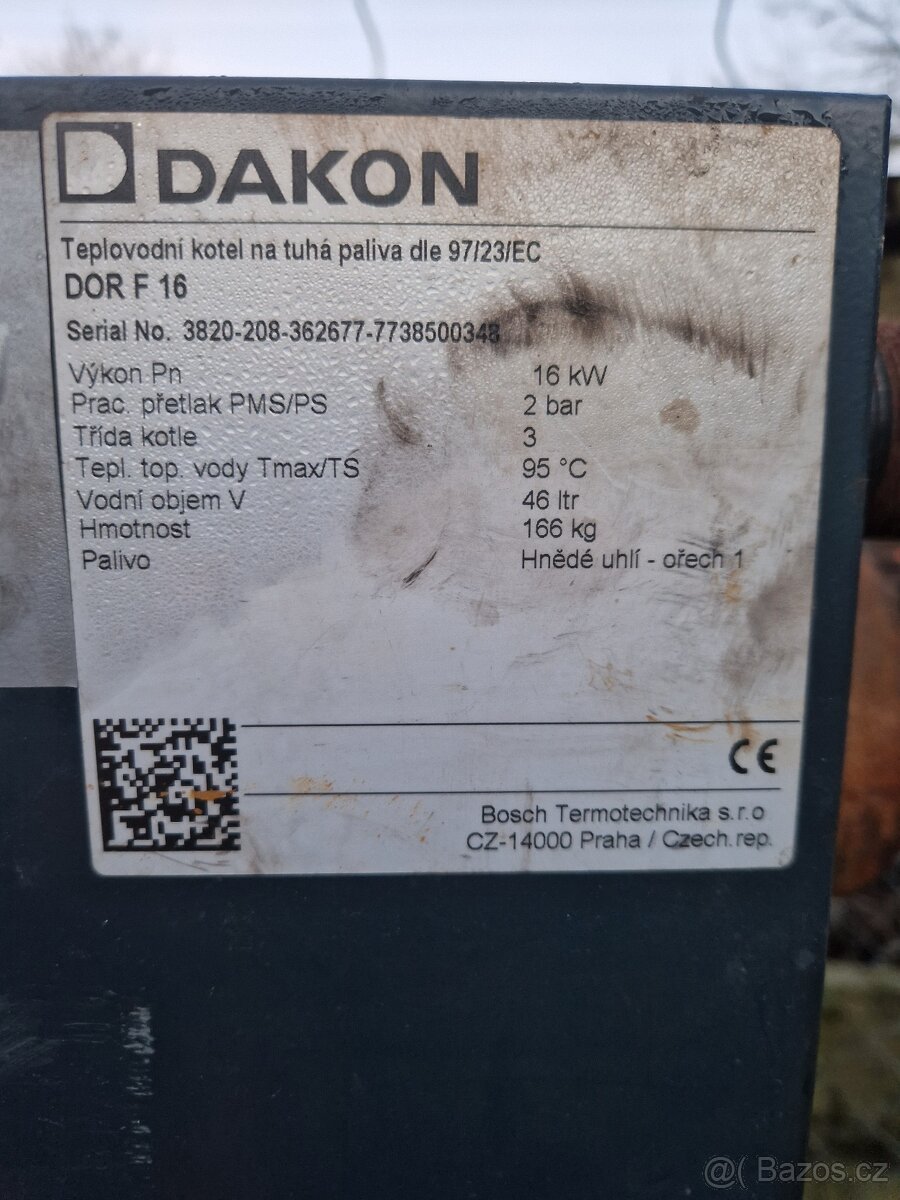 DAKON
Teplovodní kotel na tuhá paliva dle 97/23/EC
DOR F 16
Serial No. 3820-208-362677-7738500348
Výkon Pn 16 kW
Prac. přetlak PMS/PS 2 bar
Třída kotle 3
Tepl. top. vody Tmax/TS 95 °C
Vodní objem V 46 ltr
Hmotnost 166 kg
Palivo Hnědé uhlí - ořech 1
CE
Bosch Termotechnika s.r.o
CZ-14000 Praha / Czech.rep.
@( Bazos.cz